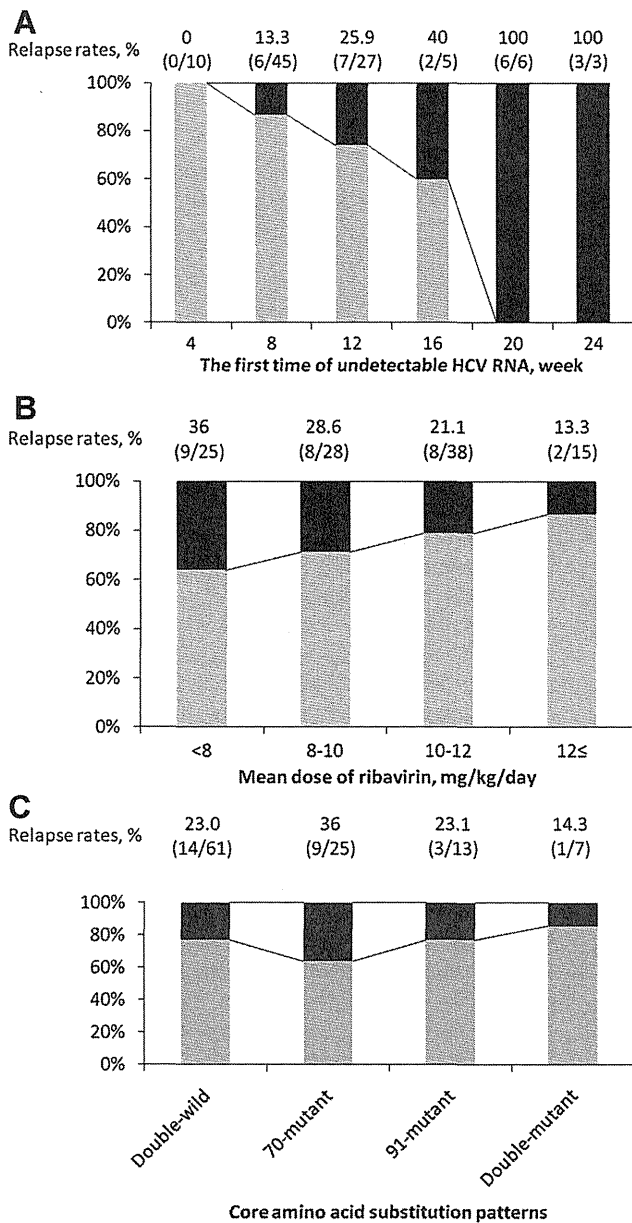 A
Relapse rates, %
0 13.3 25.9 40 100 100
(0/10) (6/45) (7/27) (2/5) (6/6) (3/3)
100%
80%
60%
40%
20%
0%
4 8 12 16 20 24
The first time of undetectable HCV RNA, week
B
Relapse rates, %
36 28.6 21.1 13.3
(9/25) (8/28) (8/38) (2/15)
100%
80%
60%
40%
20%
0%
<8 8-10 10-12 12≤
Mean dose of ribavirin, mg/kg/day
C
Relapse rates, %
23.0 36 23.1 14.3
(14/61) (9/25) (3/13) (1/7)
100%
80%
60%
40%
20%
0%
Double-wild 70-mutant 91-mutant Double-mutant
Core amino acid substitution patterns